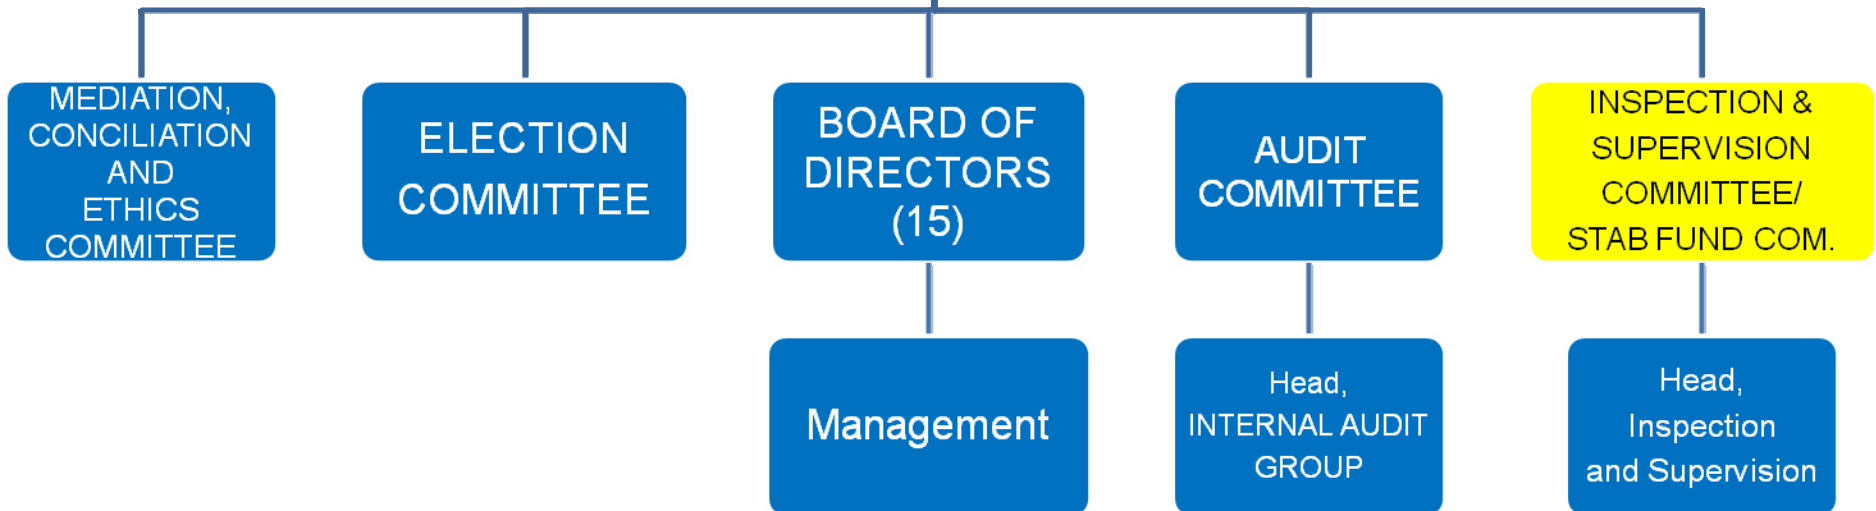 MEDIATION,
CONCILIATION
AND
ETHICS
COMMITTEE
ELECTION
COMMITTEE
BOARD OF
DIRECTORS
(15)
AUDIT
COMMITTEE
INSPECTION &
SUPERVISION
COMMITTEE/
STAB FUND COM.
Management
Head,
INTERNAL AUDIT
GROUP
Head,
Inspection
and Supervision